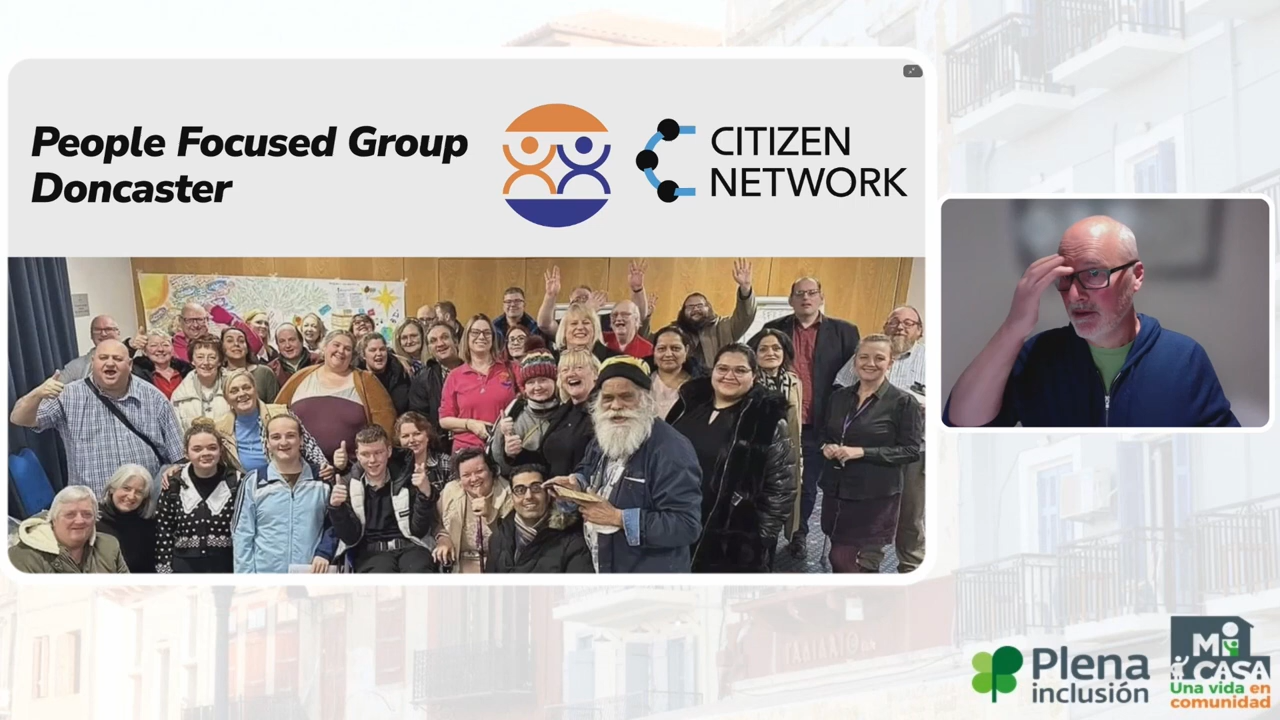 People Focused Group
Doncaster
CITIZEN
NETWORK
Plena
inclusión
Mi
CASA
Una vida en
comunidad